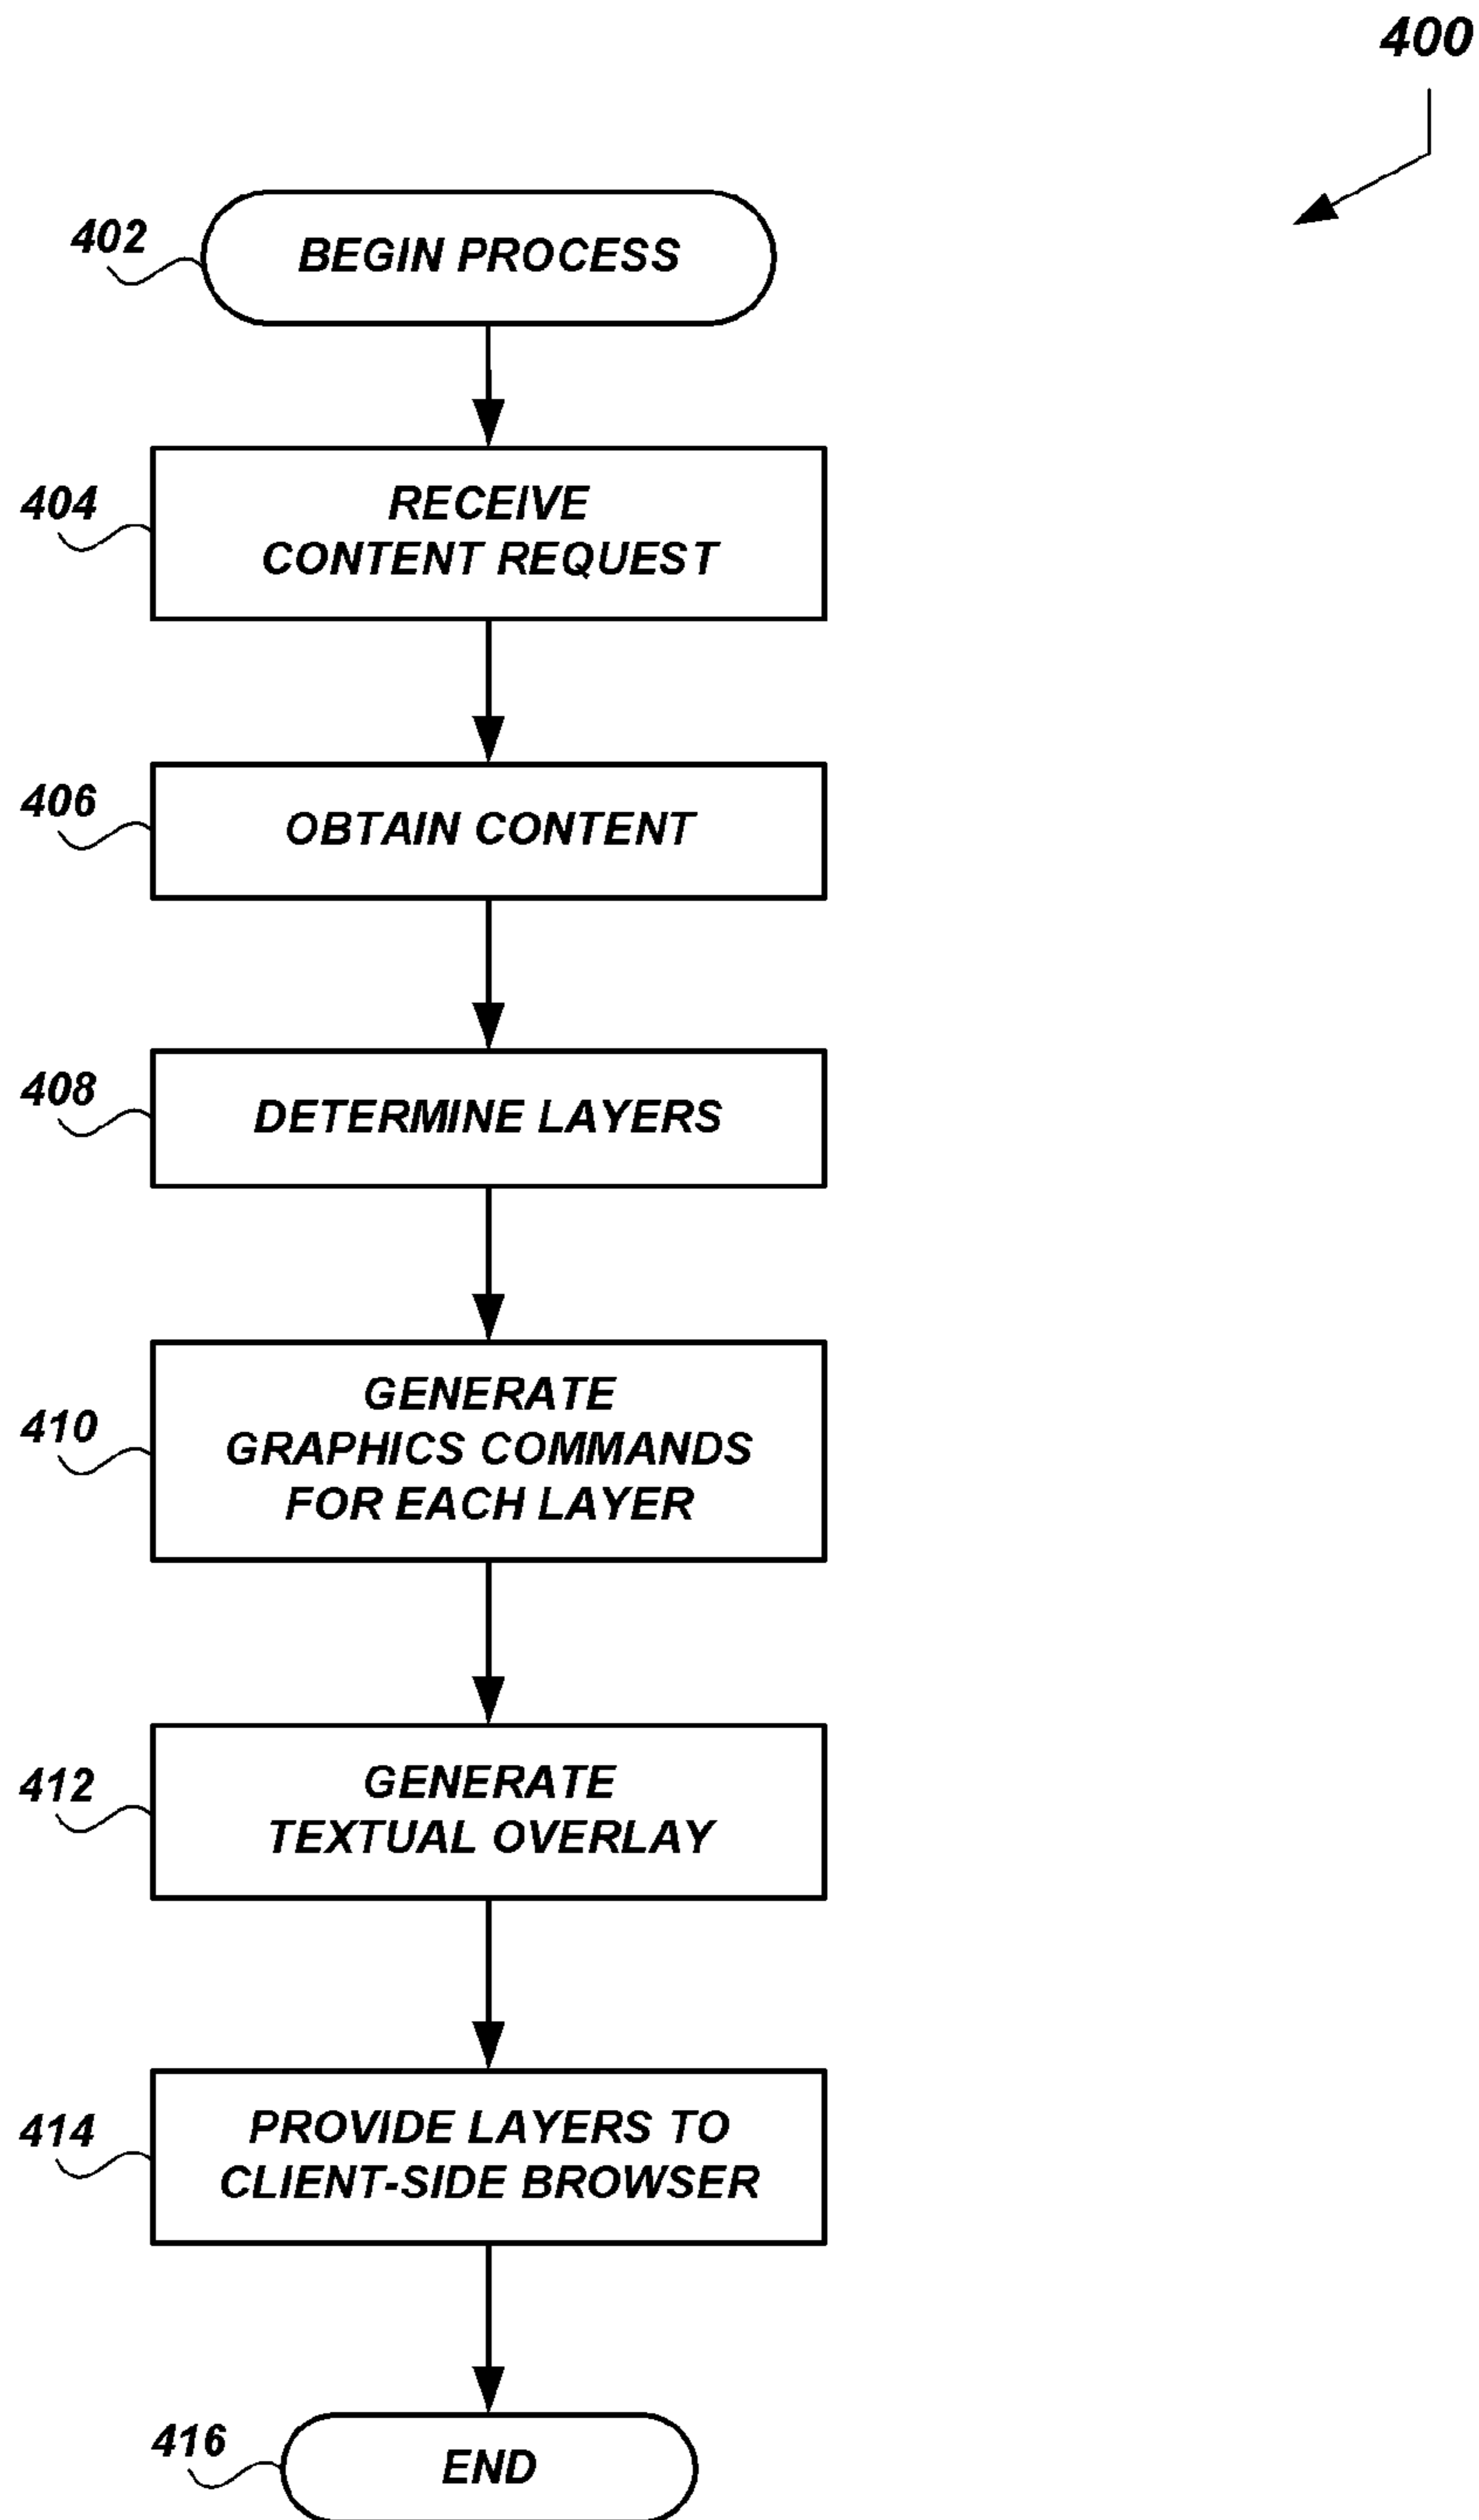 400
402
BEGIN PROCESS
404
RECEIVE
CONTENT REQUEST
406
OBTAIN CONTENT
408
DETERMINE LAYERS
410
GENERATE
GRAPHICS COMMANDS
FOR EACH LAYER
412
GENERATE
TEXTUAL OVERLAY
414
PROVIDE LAYERS TO
CLIENT-SIDE BROWSER
416
END